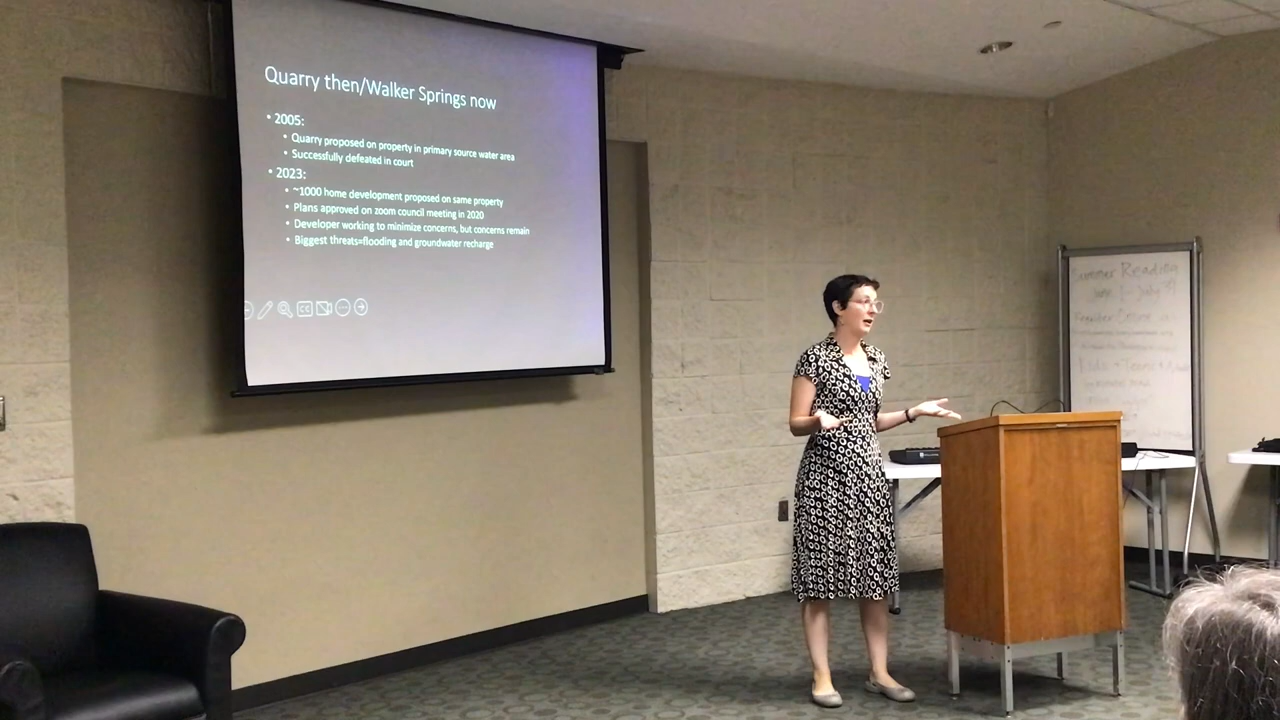 Quarry then/Walker Springs now
• 2005:
• Quarry proposed on property in primary source water area
• Successfully defeated in court
• 2023:
• ~1000 home development proposed on same property
• Plans approved on zoom council meeting in 2020
• Developer working to minimize concerns, but concerns remain
• Biggest threats=flooding and groundwater recharge
CC
Summer Reading